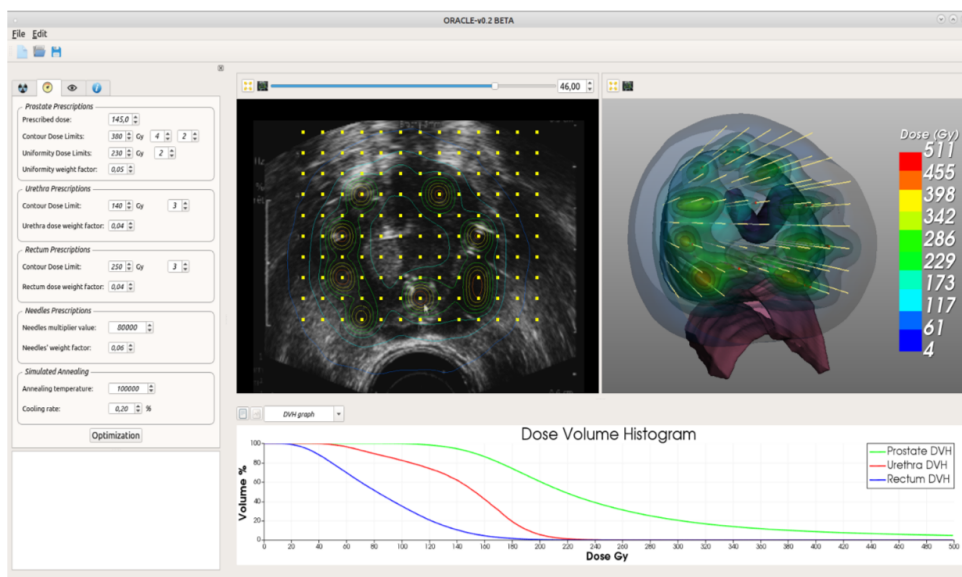 ORACLE-v0.2 BETA
File Edit
46,00
Prostate Prescriptions
Prescribed dose: 145,0
Contour Dose Limits: 380 Gy 4 2
Uniformity Dose Limits: 230 Gy 2
Uniformity weight factor: 0,05
Urethra Prescriptions
Contour Dose Limit: 140 Gy 3
Urethra dose weight factor: 0,04
Rectum Prescriptions
Contour Dose Limit: 250 Gy 3
Rectum dose weight factor: 0,04
Needles Prescriptions
Needles multiplier value: 80000
Needles' weight factor: 0,06
Simulated Annealing
Annealing temperature: 100000
Cooling rate: 0,20 %
Optimization
Dose (Gy)
511
455
398
342
286
229
173
117
61
4
DVH graph
Dose Volume Histogram
Prostate DVH
Urethra DVH
Rectum DVH
Volume %
100
80
60
40
20
0
0 20 40 60 80 100 120 140 160 180 200 220 240 260 280 300 320 340 360 380 400 420 440 460 480 500
Dose Gy